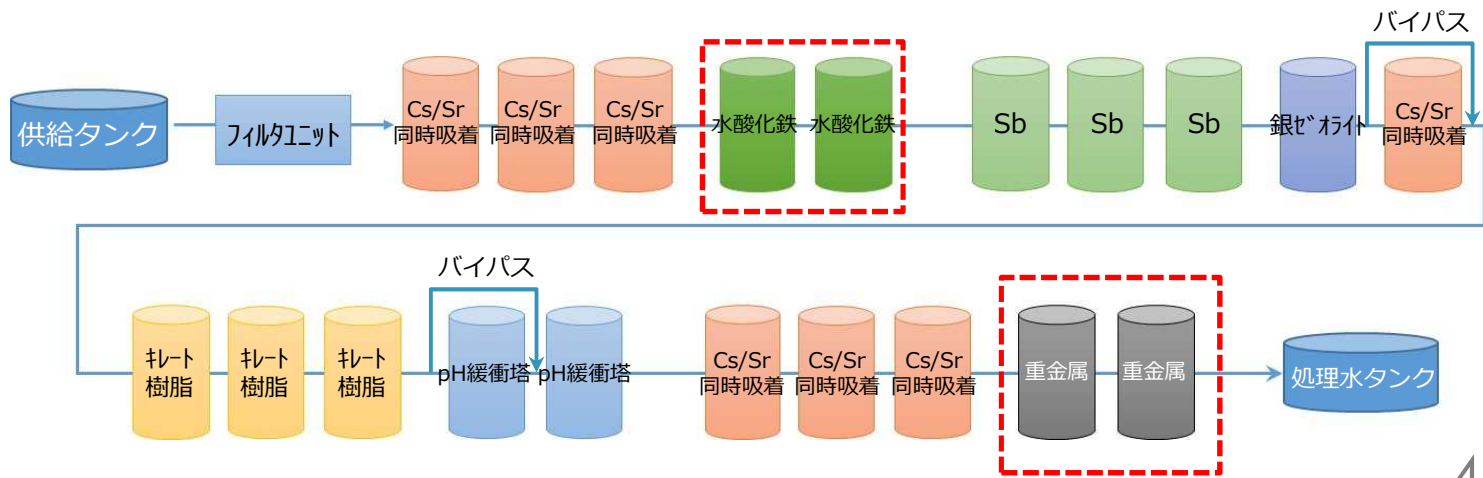 バイパス
供給タンク
フィルタユニット
Cs/Sr
同時吸着
Cs/Sr
同時吸着
Cs/Sr
同時吸着
水酸化鉄
水酸化鉄
Sb
Sb
Sb
銀ゼオライト
Cs/Sr
同時吸着
バイパス
キレート
樹脂
キレート
樹脂
キレート
樹脂
pH緩衝塔
pH緩衝塔
Cs/Sr
同時吸着
Cs/Sr
同時吸着
Cs/Sr
同時吸着
重金属
重金属
処理水タンク